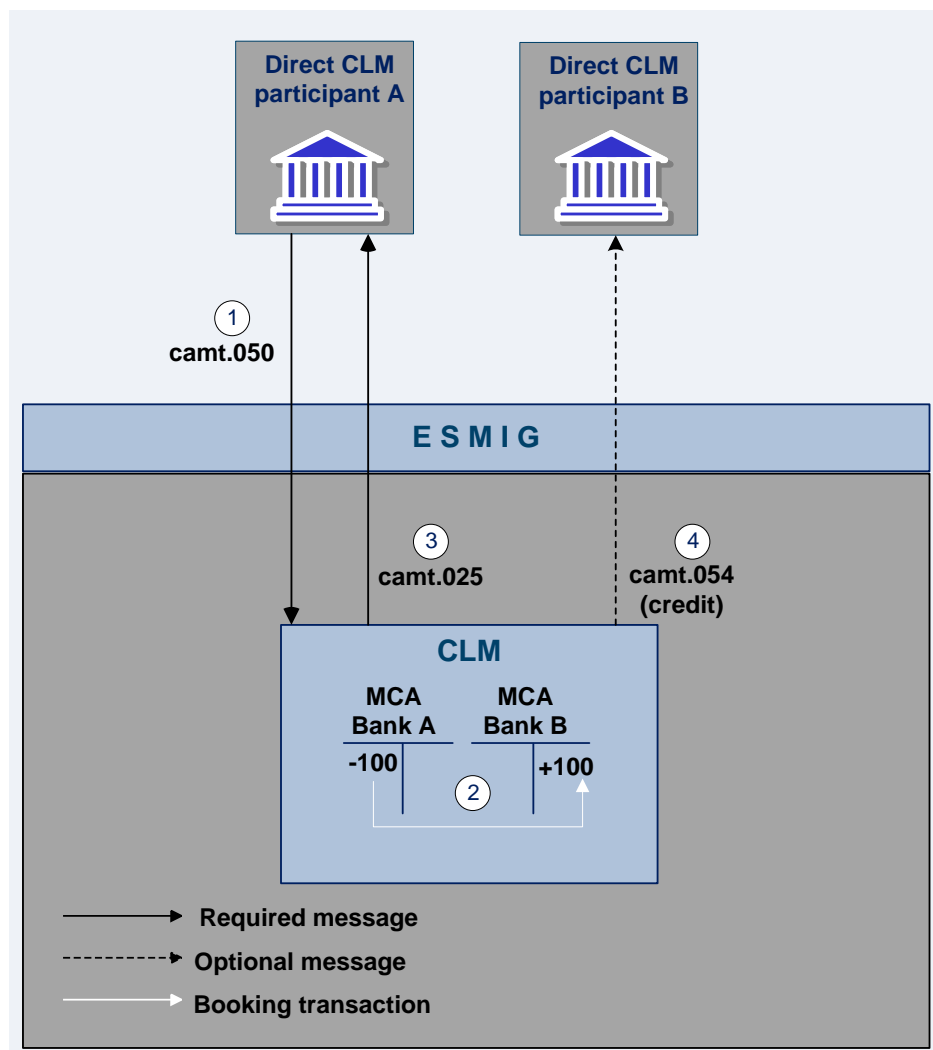 Direct CLM
participant A
Direct CLM
participant B
1
camt.050
E S M I G
3
camt.025
4
camt.054
(credit)
CLM
MCA
Bank A
MCA
Bank B
-100
+100
2
Required message
Optional message
Booking transaction